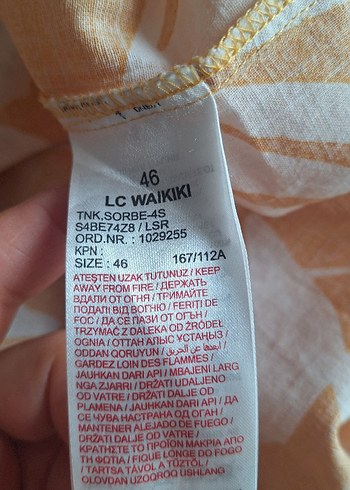 46
LC WAIKIKI
TNK,SORBE-4S
S4BE74Z8 / LSR
ORD.NR. : 1029255
KPN :
SIZE : 46 167/112A
ATEŞTEN UZAK TUTUNUZ / KEEP
AWAY FROM FIRE / ДЕРЖАТЬ
ВДАЛИ ОТ ОГНЯ / ТРИМАЙТЕ
ПОДАЛІ ВІД ВОГНЮ / FERIŢI DE
FOC / ДА СЕ ПАЗИ ОТ ОГЪН /
TRZYMAĆ Z DALEKA OD ŹRÓDEŁ
OGNIA / ОТТАН АЛЫС ҰСТАҢЫЗ /
ODDAN QORUYUN / أبعدها عن الحريق /
GARDEZ LOIN DES FLAMMES /
JAUHKAN DARI API / MBAJENI LARG
NGA ZJARRI / DRŽATI UDALJENO
OD VATRE / DRŽATI DALJE OD
PLAMENA / JAUHKAN DARI API / ДА
СЕ ЧУВА НАСТРАНА ОД ОГАН /
MANTENER ALEJADO DE FUEGO /
DRŽATI DALJE OD VATRE /
ΚΡΑΤΗΣΤΕ ΤΟ ΠΡΟΪΟΝ ΜΑΚΡΙΑ ΑΠΟ
ΤΗ ΦΩΤΙΑ / FIQUE LONGE DO FOGO
/ TARTSA TÁVOL A TŰZTŐL /
OLOVDAN UZOQROQ USHLANG